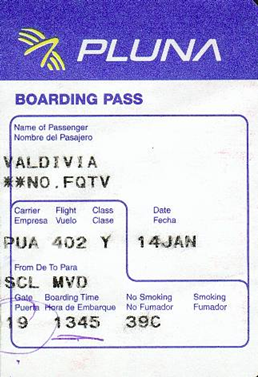 PLUNA
BOARDING PASS
Name of Passenger
Nombre del Pasajero
VALDIVIA
**NO.FQTV
Carrier Flight Class Date
Empresa Vuelo Clase Fecha
PUA 402 Y 14JAN
From De To Para
SCL MVD
Gate Boarding Time No Smoking Smoking
Puerta Hora de Embarque No Fumador Fumador
19 1345 39C